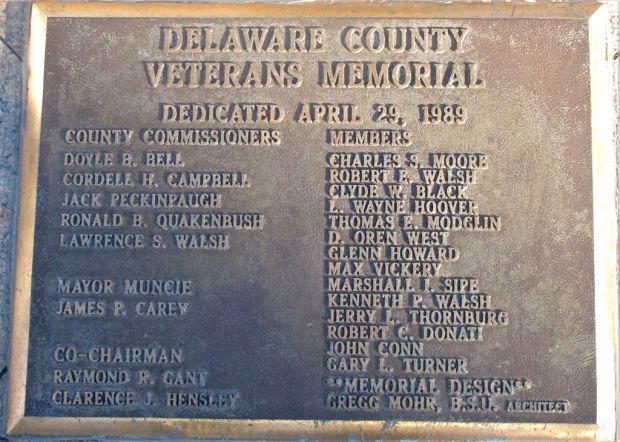 DELAWARE COUNTY
VETERANS MEMORIAL
DEDICATED APRIL 29, 1989
COUNTY COMMISSIONERS
DOYLE B. BELL
CORDELL H. CAMPBELL
JACK PECKINPAUGH
RONALD B. QUAKENBUSH
LAWRENCE S. WALSH
MAYOR MUNCIE
JAMES P. CAREY
CO-CHAIRMAN
RAYMOND R. GANT
CLARENCE J. HENSLEY
MEMBERS
CHARLES S. MOORE
ROBERT E. WALSH
CLYDE W. BLACK
L. WAYNE HOOVER
THOMAS E. MODGLIN
D. OREN WEST
GLENN HOWARD
MAX VICKERY
MARSHALL I. SIPE
KENNETH P. WALSH
JERRY L. THORNBURG
ROBERT C. DONATI
JOHN CONN
GARY L. TURNER
**MEMORIAL DESIGN**
GREGG MOHR, B.S.U. ARCHITECT